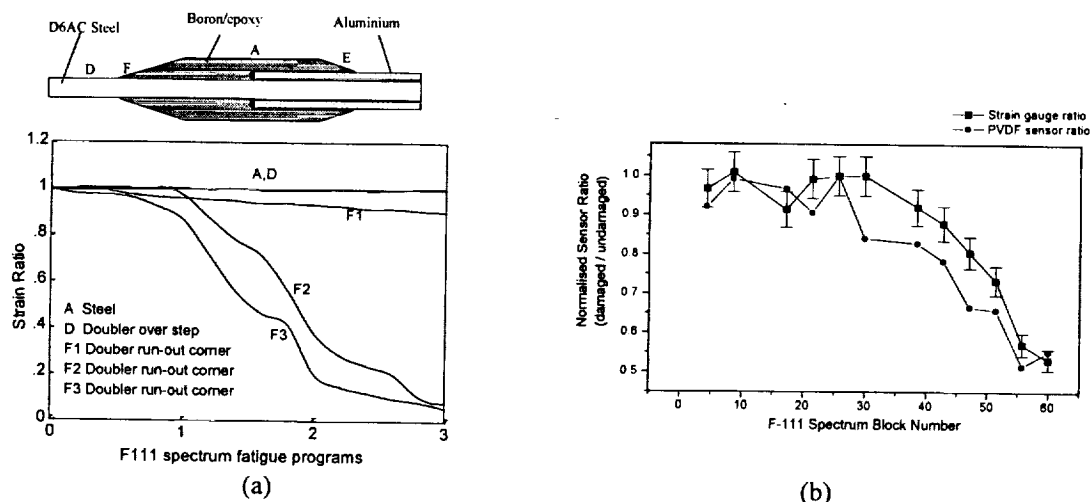 D6AC Steel
Boron/epoxy
Aluminium
A
D
F
E
1.2
1
.8
.6
.4
.2
0
Strain Ratio
A,D
F1
F2
F3
A Steel
D Doubler over step
F1 Douber run-out corner
F2 Doubler run-out corner
F3 Doubler run-out corner
0
1
2
3
F111 spectrum fatigue programs
(a)
Strain gauge ratio
PVDF sensor ratio
Normalised Sensor Ratio
(damaged / undamaged)
1.0
0.9
0.8
0.7
0.6
0.5
0
10
20
30
40
50
60
F-111 Spectrum Block Number
(b)